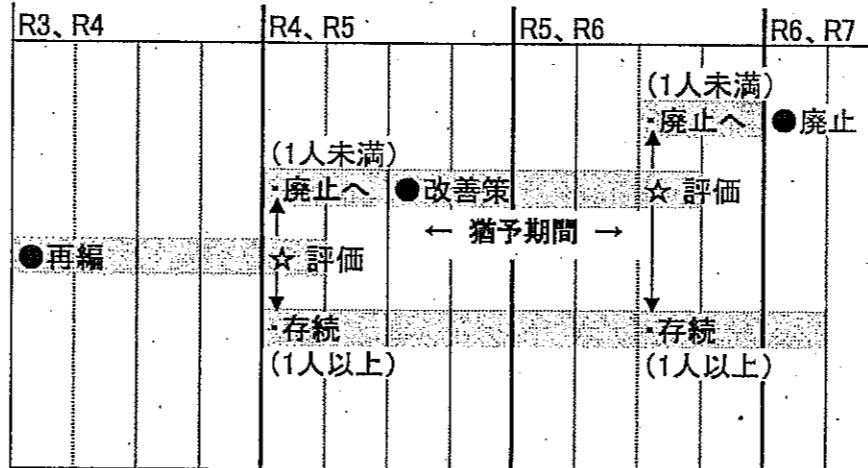 R3、R4 R4、R5 R5、R6 R6、R7
(1人未満)
・廃止へ ●廃止
(1人未満)
・廃止へ ●改善策 ☆ 評価
← 猶予期間 →
●再編 ☆ 評価
・存続 ・存続
(1人以上) (1人以上)